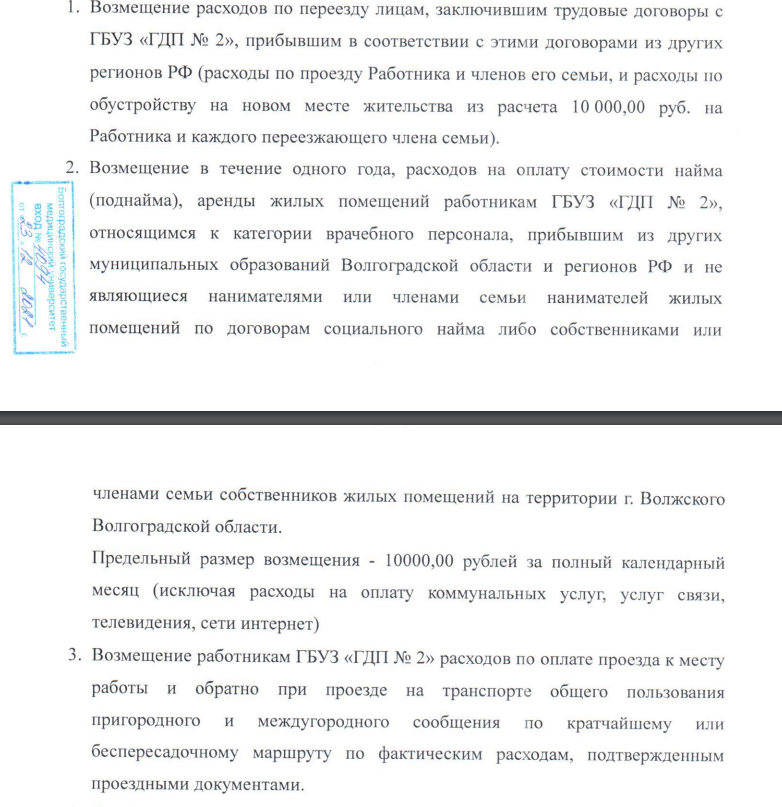 1. Возмещение расходов по переезду лицам, заключившим трудовые договоры с
ГБУЗ «ГДП № 2», прибывшим в соответствии с этими договорами из других
регионов РФ (расходы по проезду Работника и членов его семьи, и расходы по
обустройству на новом месте жительства из расчета 10 000,00 руб. на
Работника и каждого переезжающего члена семьи).
2. Возмещение в течение одного года, расходов на оплату стоимости найма
(поднайма), аренды жилых помещений работникам ГБУЗ «ГДП № 2»,
относящимся к категории врачебного персонала, прибывшим из других
муниципальных образований Волгоградской области и регионов РФ и не
являющиеся нанимателями или членами семьи нанимателей жилых
помещений по договорам социального найма либо собственниками или
Волгоградский государственный
медицинский университет
ВХОД №
от 23 12 2021 г.
членами семьи собственников жилых помещений на территории г. Волжского
Волгоградской области.
Предельный размер возмещения - 10000,00 рублей за полный календарный
месяц (исключая расходы на оплату коммунальных услуг, услуг связи,
телевидения, сети интернет)
3. Возмещение работникам ГБУЗ «ГДП № 2» расходов по оплате проезда к месту
работы и обратно при проезде на транспорте общего пользования
пригородного и междугородного сообщения по кратчайшему или
беспересадочному маршруту по фактическим расходам, подтвержденным
проездными документами.